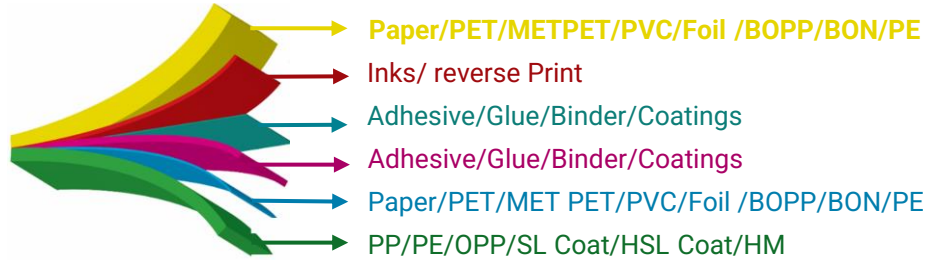 Paper/PET/METPET/PVC/Foil /BOPP/BON/PE
Inks/ reverse Print
Adhesive/Glue/Binder/Coatings
Adhesive/Glue/Binder/Coatings
Paper/PET/MET PET/PVC/Foil /BOPP/BON/PE
PP/PE/OPP/SL Coat/HSL Coat/HM